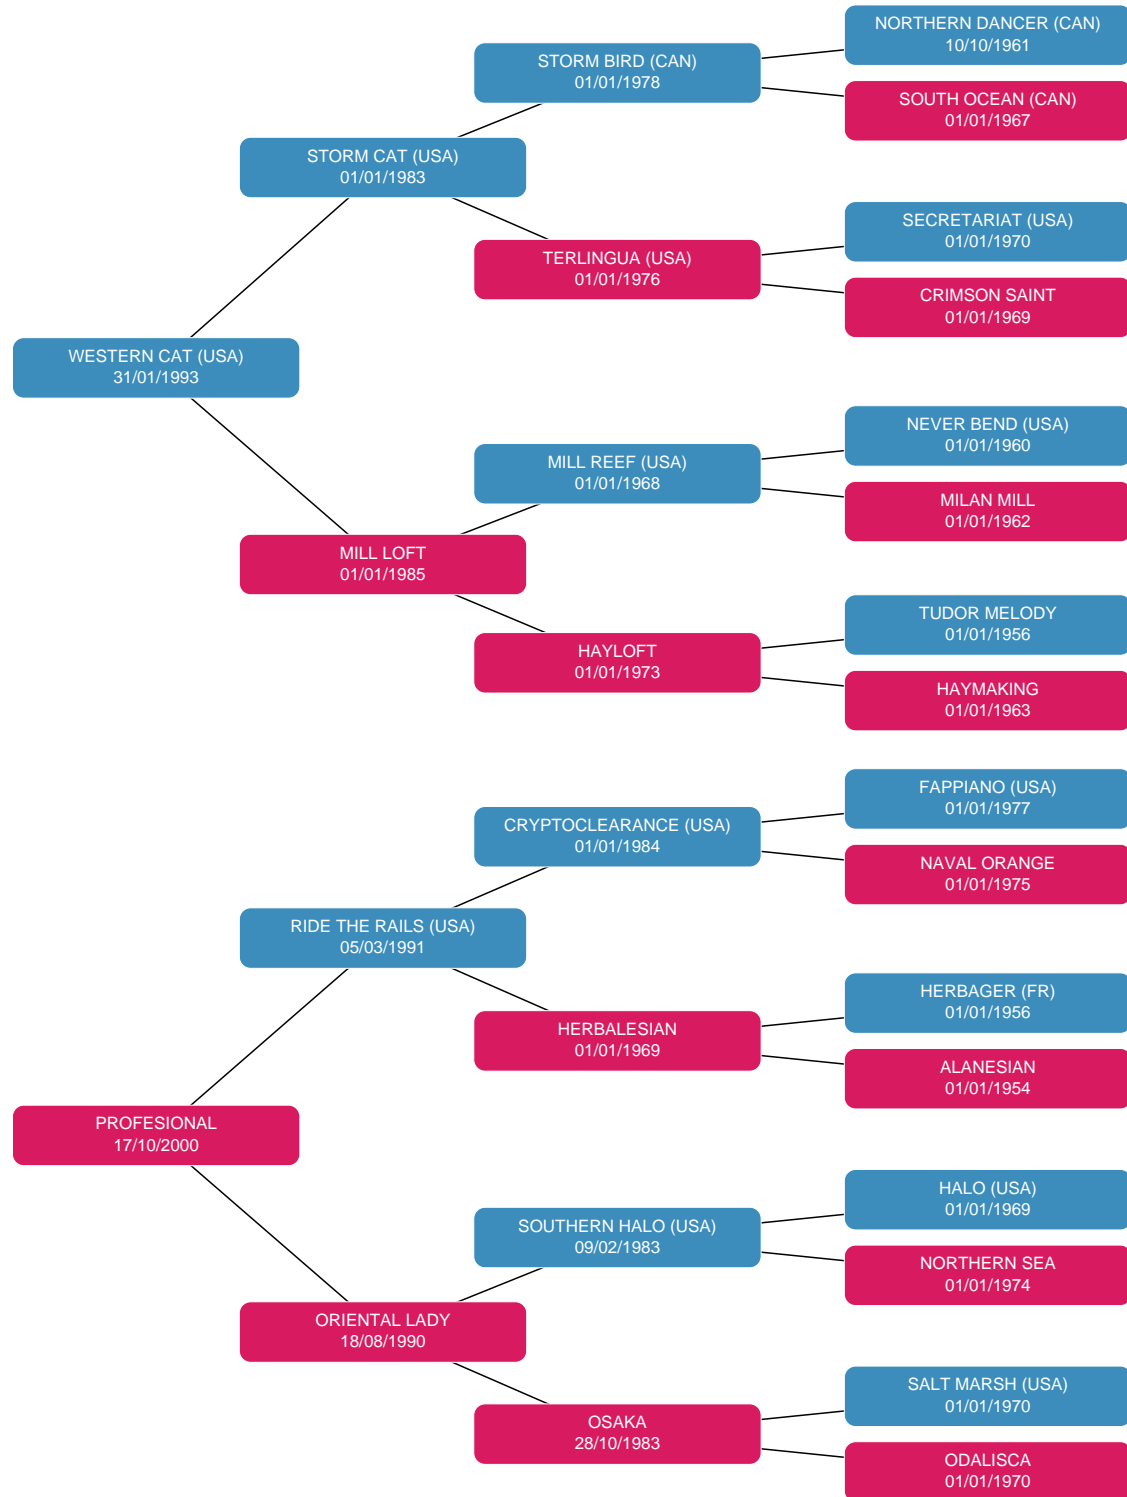 NORTHERN DANCER (CAN)
10/10/1961
STORM BIRD (CAN)
01/01/1978
SOUTH OCEAN (CAN)
01/01/1967
STORM CAT (USA)
01/01/1983
SECRETARIAT (USA)
01/01/1970
TERLINGUA (USA)
01/01/1976
CRIMSON SAINT
01/01/1969
WESTERN CAT (USA)
31/01/1993
NEVER BEND (USA)
01/01/1960
MILL REEF (USA)
01/01/1968
MILAN MILL
01/01/1962
MILL LOFT
01/01/1985
TUDOR MELODY
01/01/1956
HAYLOFT
01/01/1973
HAYMAKING
01/01/1963
FAPPIANO (USA)
01/01/1977
CRYPTOCLEARANCE (USA)
01/01/1984
NAVAL ORANGE
01/01/1975
RIDE THE RAILS (USA)
05/03/1991
HERBAGER (FR)
01/01/1956
HERBALESIAN
01/01/1969
ALANESIAN
01/01/1954
PROFESIONAL
17/10/2000
HALO (USA)
01/01/1969
SOUTHERN HALO (USA)
09/02/1983
NORTHERN SEA
01/01/1974
ORIENTAL LADY
18/08/1990
SALT MARSH (USA)
01/01/1970
OSAKA
28/10/1983
ODALISCA
01/01/1970